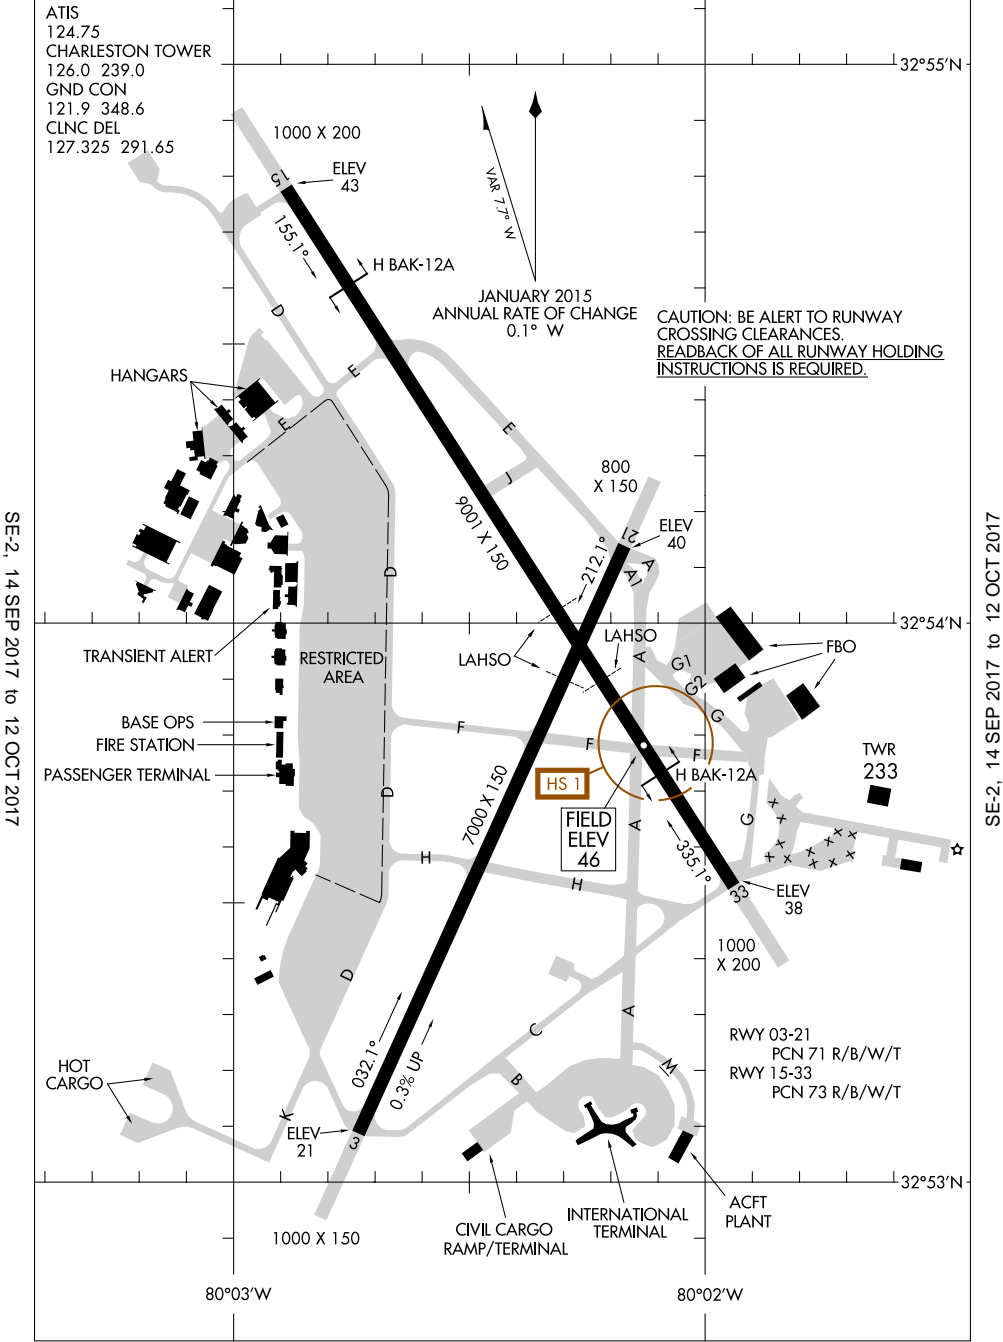 ATIS
124.75
CHARLESTON TOWER
126.0 239.0
GND CON
121.9 348.6
CLNC DEL
127.325 291.65
32°55'N
1000 X 200
ELEV
43
15
155.1°
VAR 7.7° W
H BAK-12A
JANUARY 2015
ANNUAL RATE OF CHANGE
0.1° W
CAUTION: BE ALERT TO RUNWAY
CROSSING CLEARANCES.
READBACK OF ALL RUNWAY HOLDING
INSTRUCTIONS IS REQUIRED.
D
E
HANGARS
E
E
J
800
X 150
9001 X 150
21
ELEV
40
212.1°
A
A1
D
32°54'N
TRANSIENT ALERT
RESTRICTED
AREA
LAHSO
LAHSO
A
G1
G2
G
FBO
BASE OPS
FIRE STATION
PASSENGER TERMINAL
F
F
F
TWR
233
HS 1
H BAK-12A
D
7000 X 150
FIELD
ELEV
46
A
G
335.1°
H
H
33
ELEV
38
1000
X 200
D
C
A
RWY 03-21
PCN 71 R/B/W/T
RWY 15-33
PCN 73 R/B/W/T
HOT
CARGO
032.1°
0.3% UP
B
M
K
ELEV
21
3
32°53'N
1000 X 150
CIVIL CARGO
RAMP/TERMINAL
INTERNATIONAL
TERMINAL
ACFT
PLANT
80°03'W
80°02'W
SE-2, 14 SEP 2017 to 12 OCT 2017
SE-2, 14 SEP 2017 to 12 OCT 2017